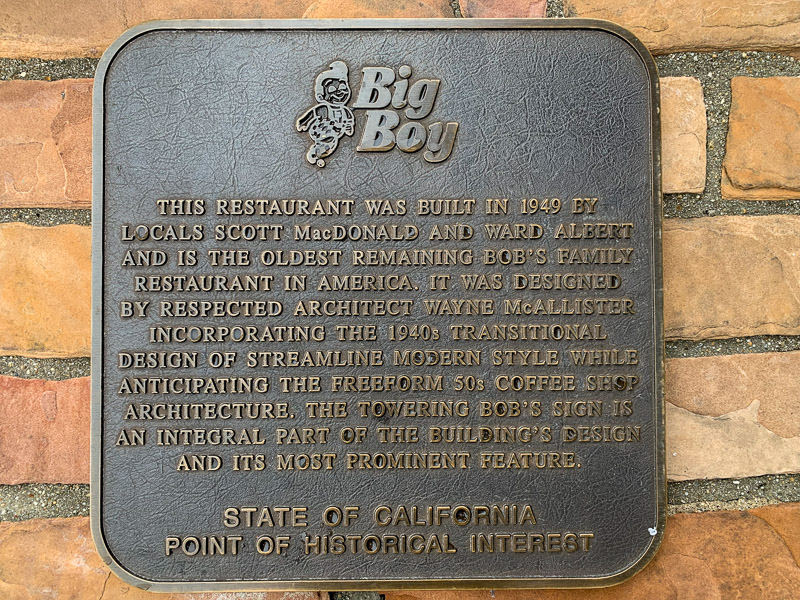 Big
Boy
THIS RESTAURANT WAS BUILT IN 1949 BY
LOCALS SCOTT MacDONALD AND WARD ALBERT
AND IS THE OLDEST REMAINING BOB'S FAMILY
RESTAURANT IN AMERICA. IT WAS DESIGNED
BY RESPECTED ARCHITECT WAYNE McALLISTER
INCORPORATING THE 1940s TRANSITIONAL
DESIGN OF STREAMLINE MODERN STYLE WHILE
ANTICIPATING THE FREEFORM 50s COFFEE SHOP
ARCHITECTURE. THE TOWERING BOB'S SIGN IS
AN INTEGRAL PART OF THE BUILDING'S DESIGN
AND ITS MOST PROMINENT FEATURE.
STATE OF CALIFORNIA
POINT OF HISTORICAL INTEREST